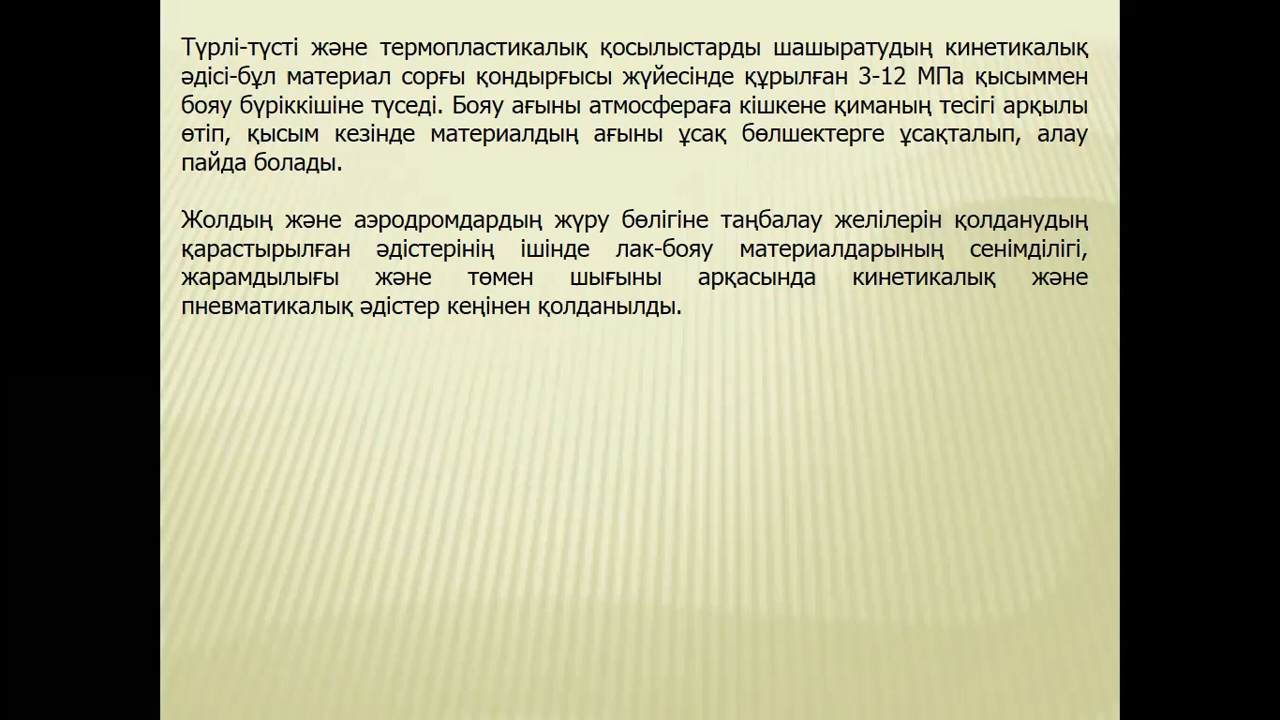 Түрлі-түсті және термопластикалық қосылыстарды шашыратудың кинетикалық
әдісі-бұл материал сорғы қондырғысы жүйесінде құрылған 3-12 МПа қысыммен
бояу бүріккішіне түседі. Бояу ағыны атмосфераға кішкене қиманың тесігі арқылы
өтіп, қысым кезінде материалдың ағыны ұсақ бөлшектерге ұсақталып, алау
пайда болады.
Жолдың және аэродромдардың жүру бөлігіне таңбалау желілерін қолданудың
қарастырылған әдістерінің ішінде лак-бояу материалдарының сенімділігі,
жарамдылығы және төмен шығыны арқасында кинетикалық және
пневматикалық әдістер кеңінен қолданылды.